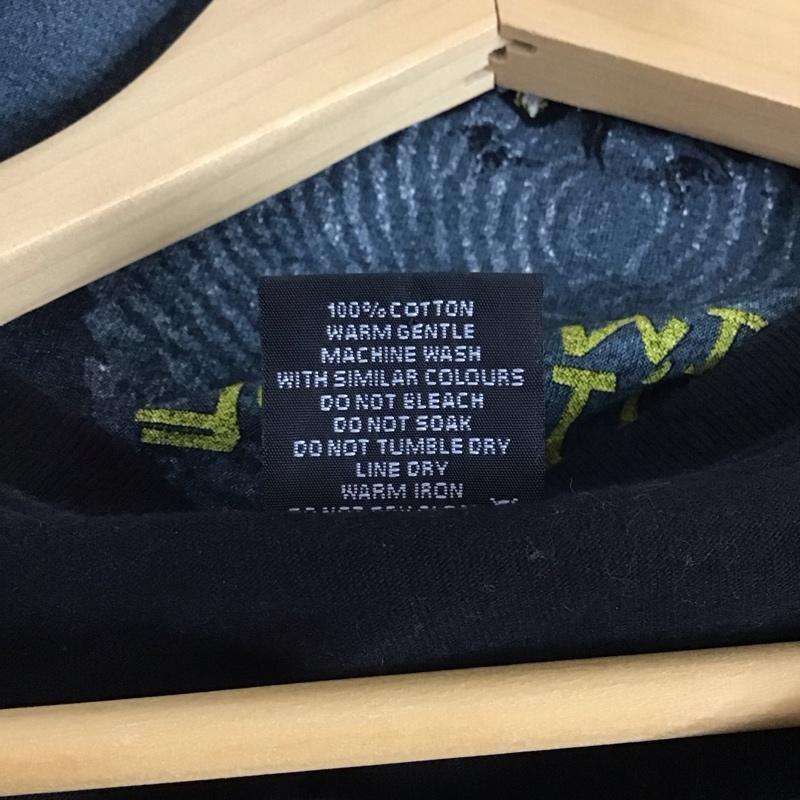 100% COTTON
WARM GENTLE
MACHINE WASH
WITH SIMILAR COLOURS
DO NOT BLEACH
DO NOT SOAK
DO NOT TUMBLE DRY
LINE DRY
WARM IRON